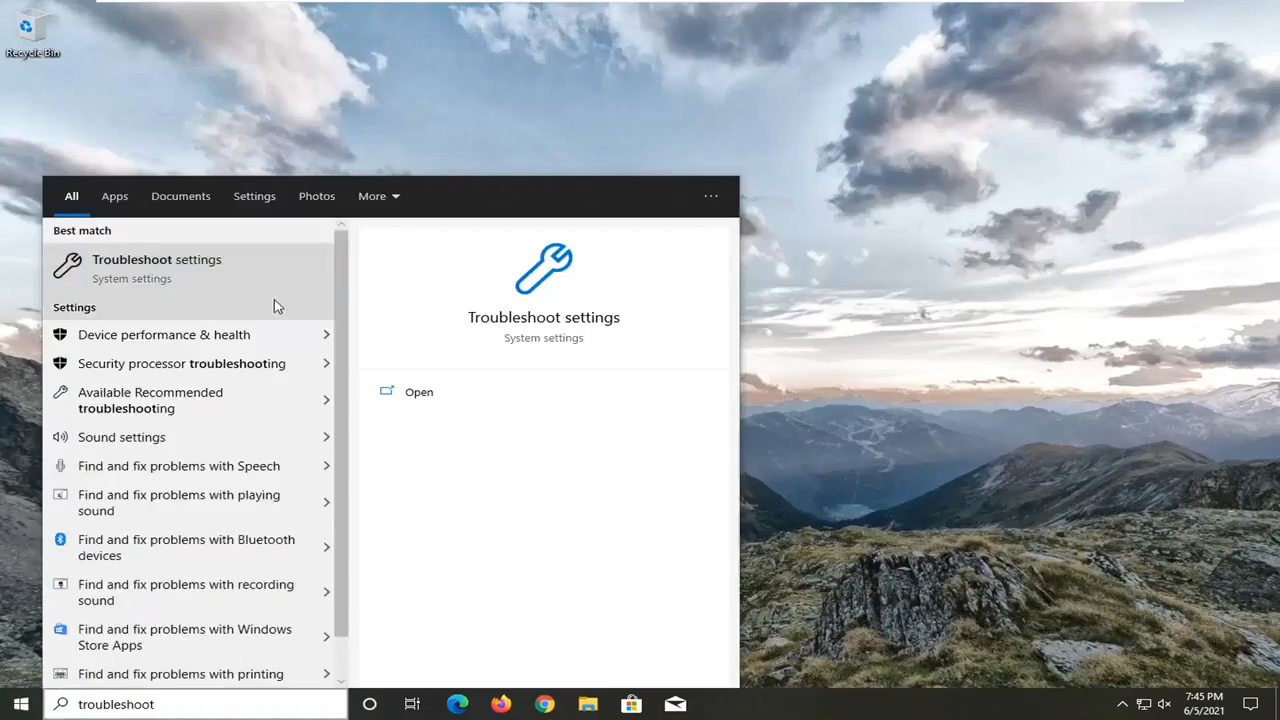 Recycle Bin
All Apps Documents Settings Photos More ...
Best match
Troubleshoot settings
System settings
Settings
Device performance & health
Security processor troubleshooting
Available Recommended
troubleshooting
Sound settings
Find and fix problems with Speech
Find and fix problems with playing
sound
Find and fix problems with Bluetooth
devices
Find and fix problems with recording
sound
Find and fix problems with Windows
Store Apps
Find and fix problems with printing
Troubleshoot settings
System settings
Open
troubleshoot
7:45 PM
6/5/2021